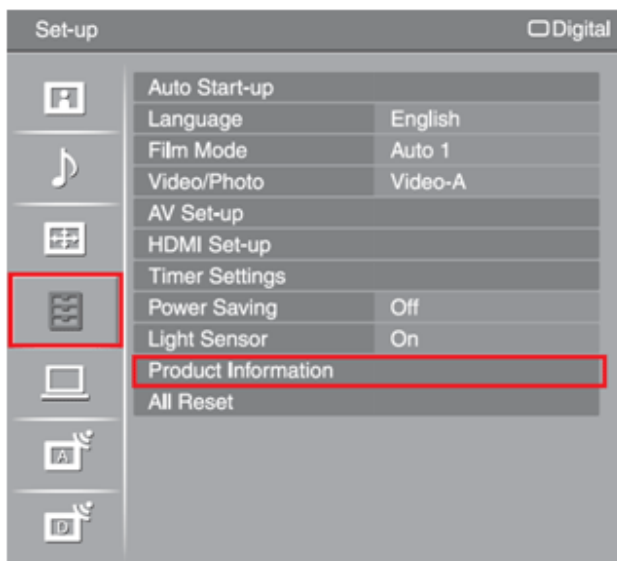 Set-up Digital
Auto Start-up
Language English
Film Mode Auto 1
Video/Photo Video-A
AV Set-up
HDMI Set-up
Timer Settings
Power Saving Off
Light Sensor On
Product Information
All Reset
A
D